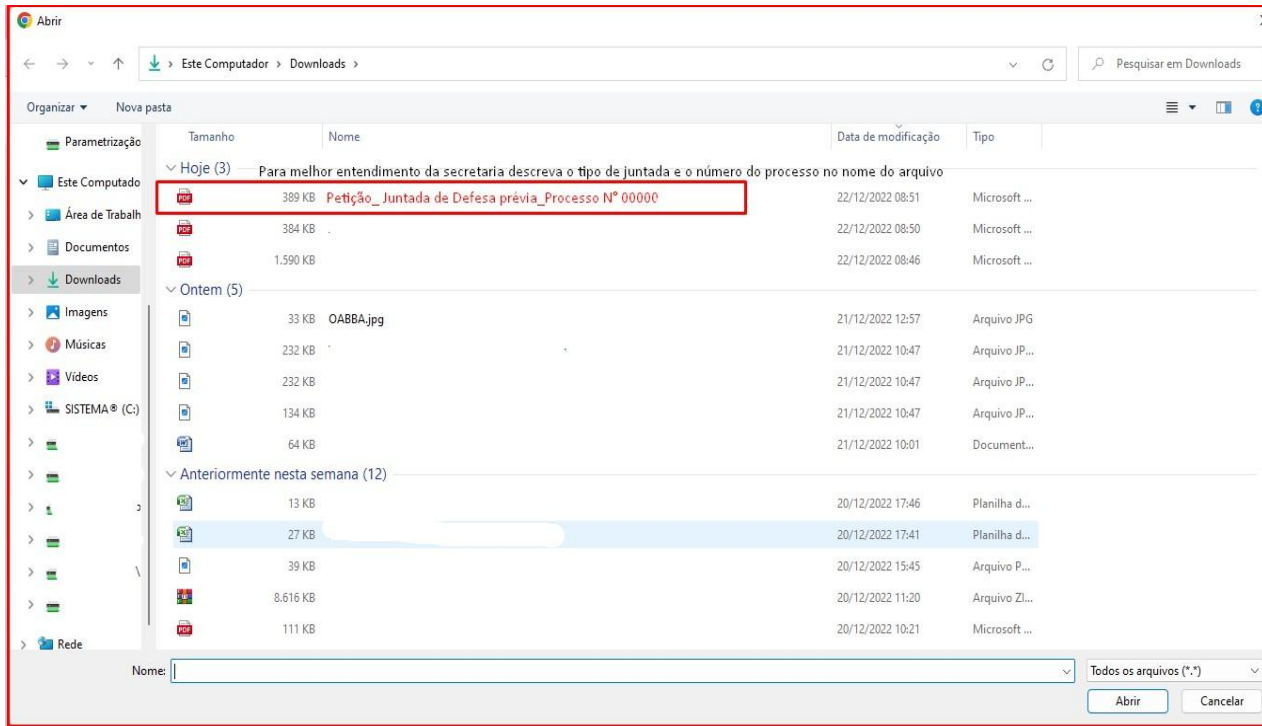 Abrir
Este Computador > Downloads >
Pesquisar em Downloads
Organizar
Nova pasta
Tamanho Nome Data de modificação Tipo
Parametrização
Este Computado
Área de Trabalh
Documentos
Downloads
Imagens
Músicas
Vídeos
SISTEMA® (C:)
Rede
Hoje (3)
Para melhor entendimento da secretaria descreva o tipo de juntada e o número do processo no nome do arquivo
389 KB Petição_ Juntada de Defesa prévia_Processo N° 00000 22/12/2022 08:51 Microsoft ...
384 KB . 22/12/2022 08:50 Microsoft ...
1.590 KB 22/12/2022 08:46 Microsoft ...
Ontem (5)
33 KB OABBA.jpg 21/12/2022 12:57 Arquivo JPG
232 KB 21/12/2022 10:47 Arquivo JP...
232 KB 21/12/2022 10:47 Arquivo JP...
134 KB 21/12/2022 10:47 Arquivo JP...
64 KB 21/12/2022 10:01 Document...
Anteriormente nesta semana (12)
13 KB 20/12/2022 17:46 Planilha d...
27 KB 20/12/2022 17:41 Planilha d...
39 KB 20/12/2022 15:45 Arquivo P...
8.616 KB 20/12/2022 11:20 Arquivo ZI...
111 KB 20/12/2022 10:21 Microsoft ...
Nome:
Todos os arquivos (*.*)
Abrir Cancelar